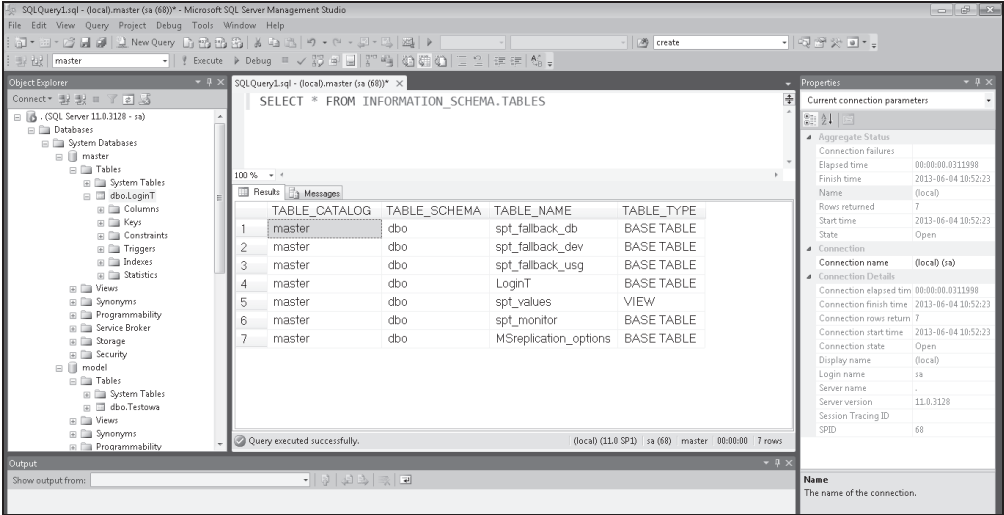 SQLQuery1.sql - (local).master (sa (68))* - Microsoft SQL Server Management Studio
File Edit View Query Project Debug Tools Window Help
New Query
create
master
Execute
Debug
Object Explorer
Connect
. (SQL Server 11.0.3128 - sa)
Databases
System Databases
master
Tables
System Tables
dbo.LoginT
Columns
Keys
Constraints
Triggers
Indexes
Statistics
Views
Synonyms
Programmability
Service Broker
Storage
Security
model
Tables
System Tables
dbo.Testowa
Views
Synonyms
Programmability
SQLQuery1.sql - (local).master (sa (68))*
SELECT * FROM INFORMATION_SCHEMA.TABLES
100 %
Results Messages
TABLE_CATALOG TABLE_SCHEMA TABLE_NAME TABLE_TYPE
1 master dbo spt_fallback_db BASE TABLE
2 master dbo spt_fallback_dev BASE TABLE
3 master dbo spt_fallback_usg BASE TABLE
4 master dbo LoginT BASE TABLE
5 master dbo spt_values VIEW
6 master dbo spt_monitor BASE TABLE
7 master dbo MSreplication_options BASE TABLE
Query executed successfully.
(local) (11.0 SP1) sa (68) master 00:00:00 7 rows
Properties
Current connection parameters
Aggregate Status
Connection failures
Elapsed time 00:00:00.0311998
Finish time 2013-06-04 10:52:23
Name (local)
Rows returned 7
Start time 2013-06-04 10:52:23
State Open
Connection
Connection name (local) (sa)
Connection Details
Connection elapsed tim 00:00:00.0311998
Connection finish time 2013-06-04 10:52:23
Connection rows return 7
Connection start time 2013-06-04 10:52:23
Connection state Open
Display name (local)
Login name sa
Server name .
Server version 11.0.3128
Session Tracing ID
SPID 68
Name
The name of the connection.
Output
Show output from: